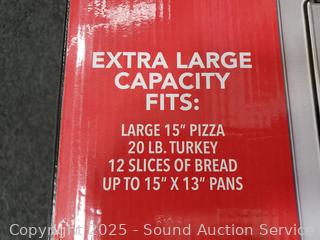 EXTRA LARGE
CAPACITY
FITS:
LARGE 15" PIZZA
20 LB. TURKEY
12 SLICES OF BREAD
UP TO 15" X 13" PANS
Copyright 2025 - Sound Auction Service